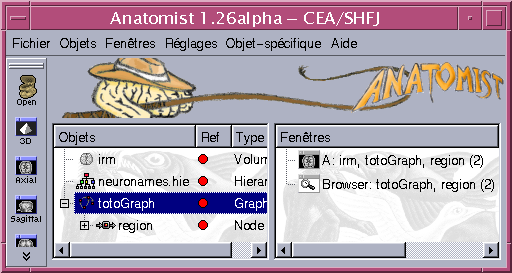 Anatomist 1.26alpha – CEA/SHFJ
Fichier Objets Fenêtres Réglages Objet-spécifique Aide
ANATOMIST
Open
3D
Axial
Sagittal
Objets Ref Type
irm Volum
neuronames.hie Hierar
totoGraph Graph
region Node
Fenêtres
A: irm, totoGraph, region (2)
Browser: totoGraph, region (2)